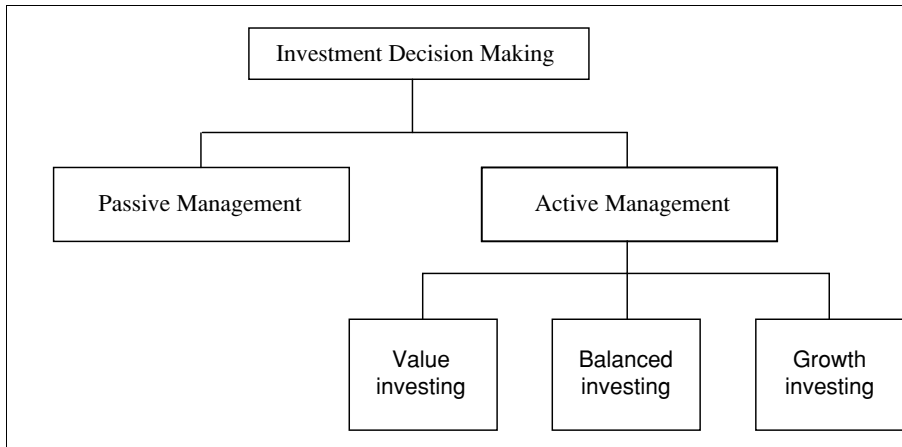 Investment Decision Making
Passive Management
Active Management
Value
investing
Balanced
investing
Growth
investing